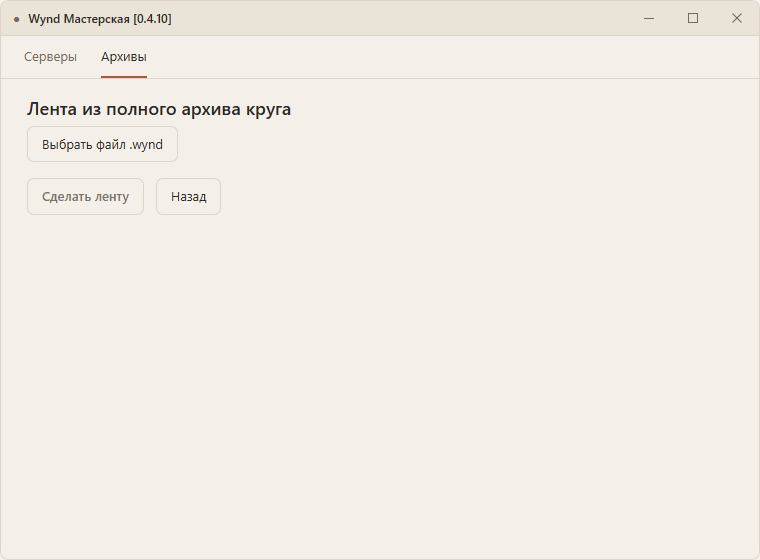 Wynd Мастерская [0.4.10]
Серверы Архивы
Лента из полного архива круга
Выбрать файл .wynd
Сделать ленту Назад